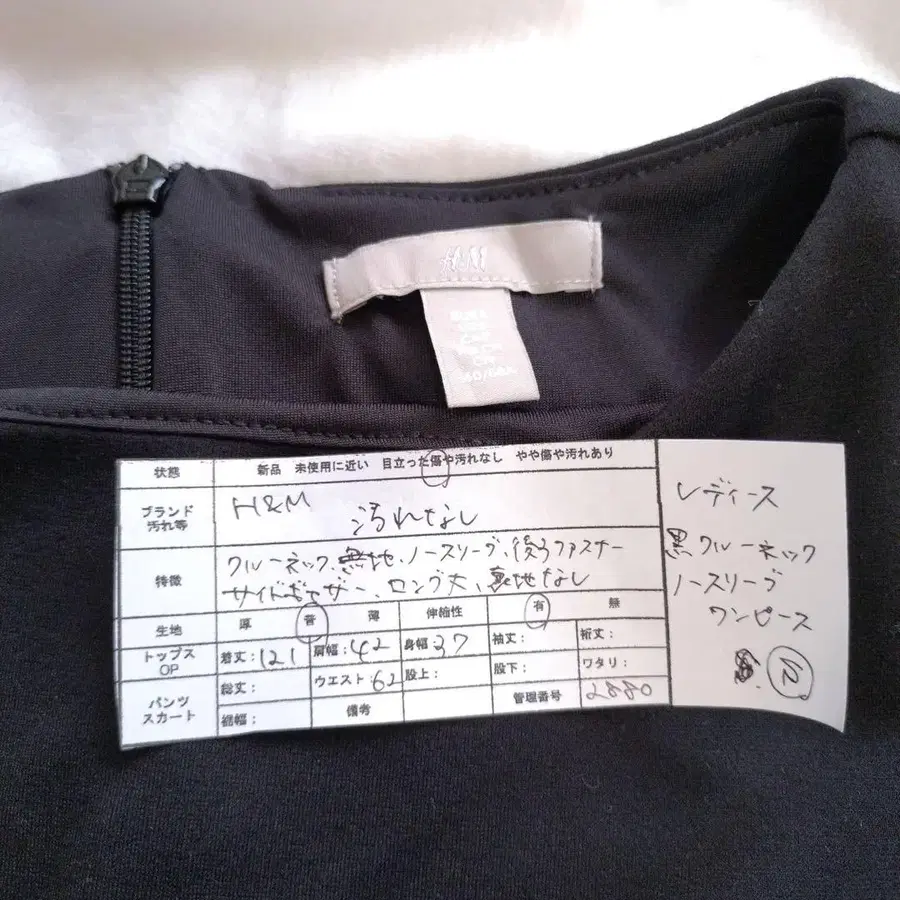 H&M
160/88A
状態 新品 未使用に近い 目立った傷や汚れなし やや傷や汚れあり
ブランド 汚れ等 H&M 汚れなし
特徴 クルーネック、無地、ノースリーブ、後ろファスナー
サイドギャザー、ロング丈、裏地なし
生地 厚 普 薄 伸縮性 有 無
トップス OP 着丈:121 肩幅:42 身幅:37 袖丈: 裄丈:
パンツ スカート 総丈: ウエスト:62 股上: 股下: ワタリ:
裾幅: 備考 管理番号 2880
レディース
黒クルーネック
ノースリーブ
ワンピース